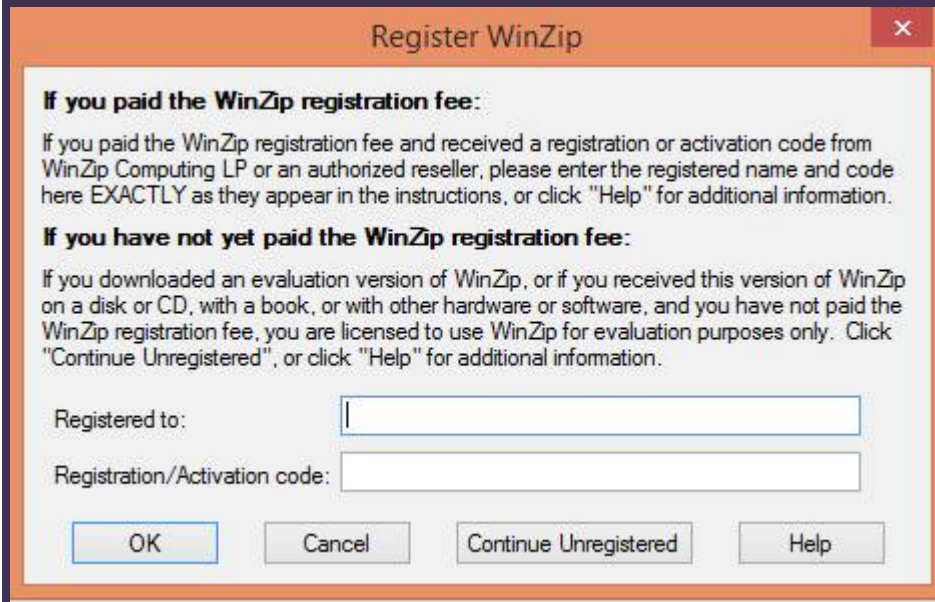 Register WinZip
If you paid the WinZip registration fee:
If you paid the WinZip registration fee and received a registration or activation code from
WinZip Computing LP or an authorized reseller, please enter the registered name and code
here EXACTLY as they appear in the instructions, or click "Help" for additional information.
If you have not yet paid the WinZip registration fee:
If you downloaded an evaluation version of WinZip, or if you received this version of WinZip
on a disk or CD, with a book, or with other hardware or software, and you have not paid the
WinZip registration fee, you are licensed to use WinZip for evaluation purposes only. Click
"Continue Unregistered", or click "Help" for additional information.
Registered to:
Registration/Activation code:
OK Cancel Continue Unregistered Help